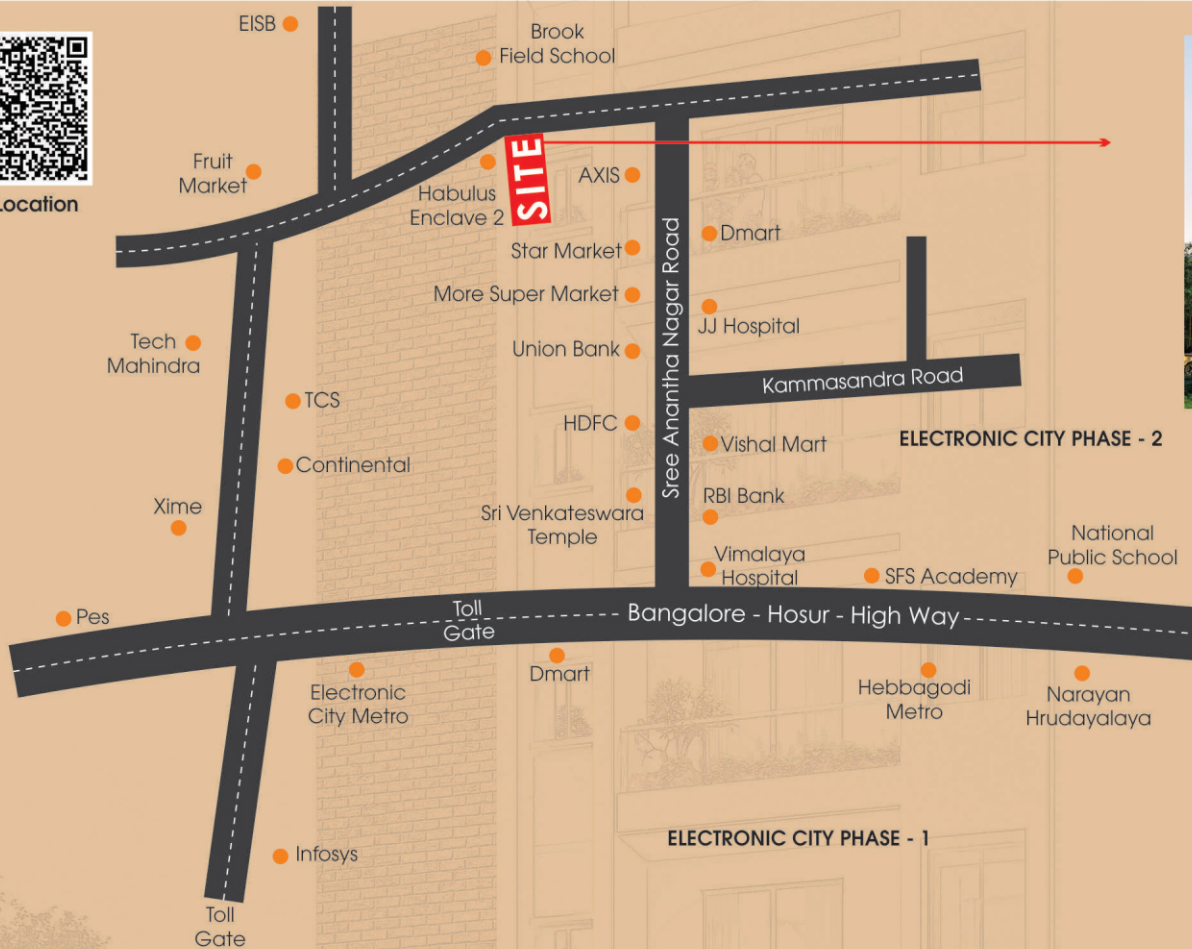 EISB
Brook
Field School
Location
Fruit
Market
Habulus
Enclave 2
SITE
AXIS
Star Market
Dmart
More Super Market
JJ Hospital
Union Bank
Tech
Mahindra
TCS
Kammasandra Road
HDFC
Sree Anantha Nagar Road
Vishal Mart
ELECTRONIC CITY PHASE - 2
Continental
Xime
Sri Venkateswara
Temple
RBI Bank
Vimalaya
Hospital
SFS Academy
National
Public School
Pes
Toll
Gate
Bangalore - Hosur - High Way
Electronic
City Metro
Dmart
Hebbagodi
Metro
Narayan
Hrudayalaya
ELECTRONIC CITY PHASE - 1
Infosys
Toll
Gate